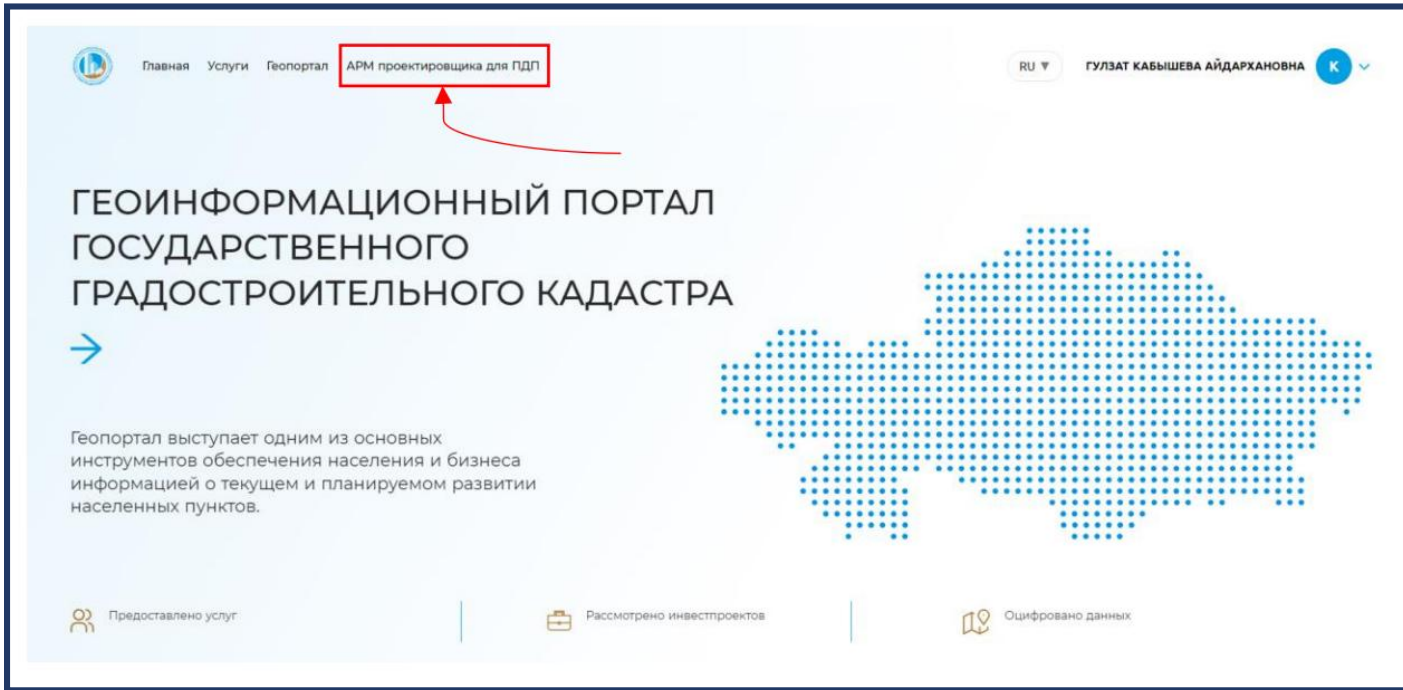 Главная Услуги Геопортал АРМ проектировщика для ПДП RU ▼ ГУЛЗАТ КАБЫШЕВА АЙДАРХАНОВНА K
ГЕОИНФОРМАЦИОННЫЙ ПОРТАЛ
ГОСУДАРСТВЕННОГО
ГРАДОСТРОИТЕЛЬНОГО КАДАСТРА
Геопортал выступает одним из основных
инструментов обеспечения населения и бизнеса
информацией о текущем и планируемом развитии
населенных пунктов.
Предоставлено услуг Рассмотрено инвестпроектов Оцифровано данных